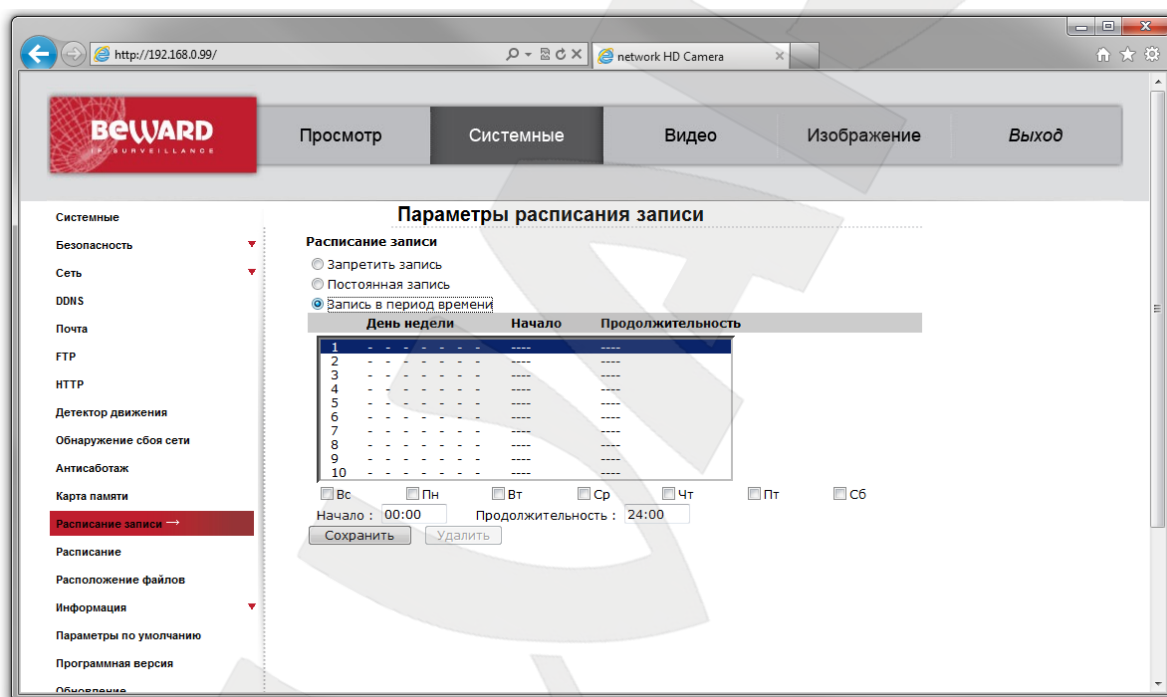 http://192.168.0.99/
network HD Camera
BEWARD
IP SURVEILLANCE
Просмотр
Системные
Видео
Изображение
Выход
Системные
Безопасность
Сеть
DDNS
Почта
FTP
HTTP
Детектор движения
Обнаружение сбоя сети
Антисаботаж
Карта памяти
Расписание записи →
Расписание
Расположение файлов
Информация
Параметры по умолчанию
Программная версия
Обновление
Параметры расписания записи
Расписание записи
Запретить запись
Постоянная запись
Запись в период времени
День недели Начало Продолжительность
1 - - - - - - - ---- ----
2 - - - - - - - ---- ----
3 - - - - - - - ---- ----
4 - - - - - - - ---- ----
5 - - - - - - - ---- ----
6 - - - - - - - ---- ----
7 - - - - - - - ---- ----
8 - - - - - - - ---- ----
9 - - - - - - - ---- ----
10 - - - - - - - ---- ----
Вс Пн Вт Ср Чт Пт Сб
Начало : 00:00 Продолжительность : 24:00
Сохранить Удалить